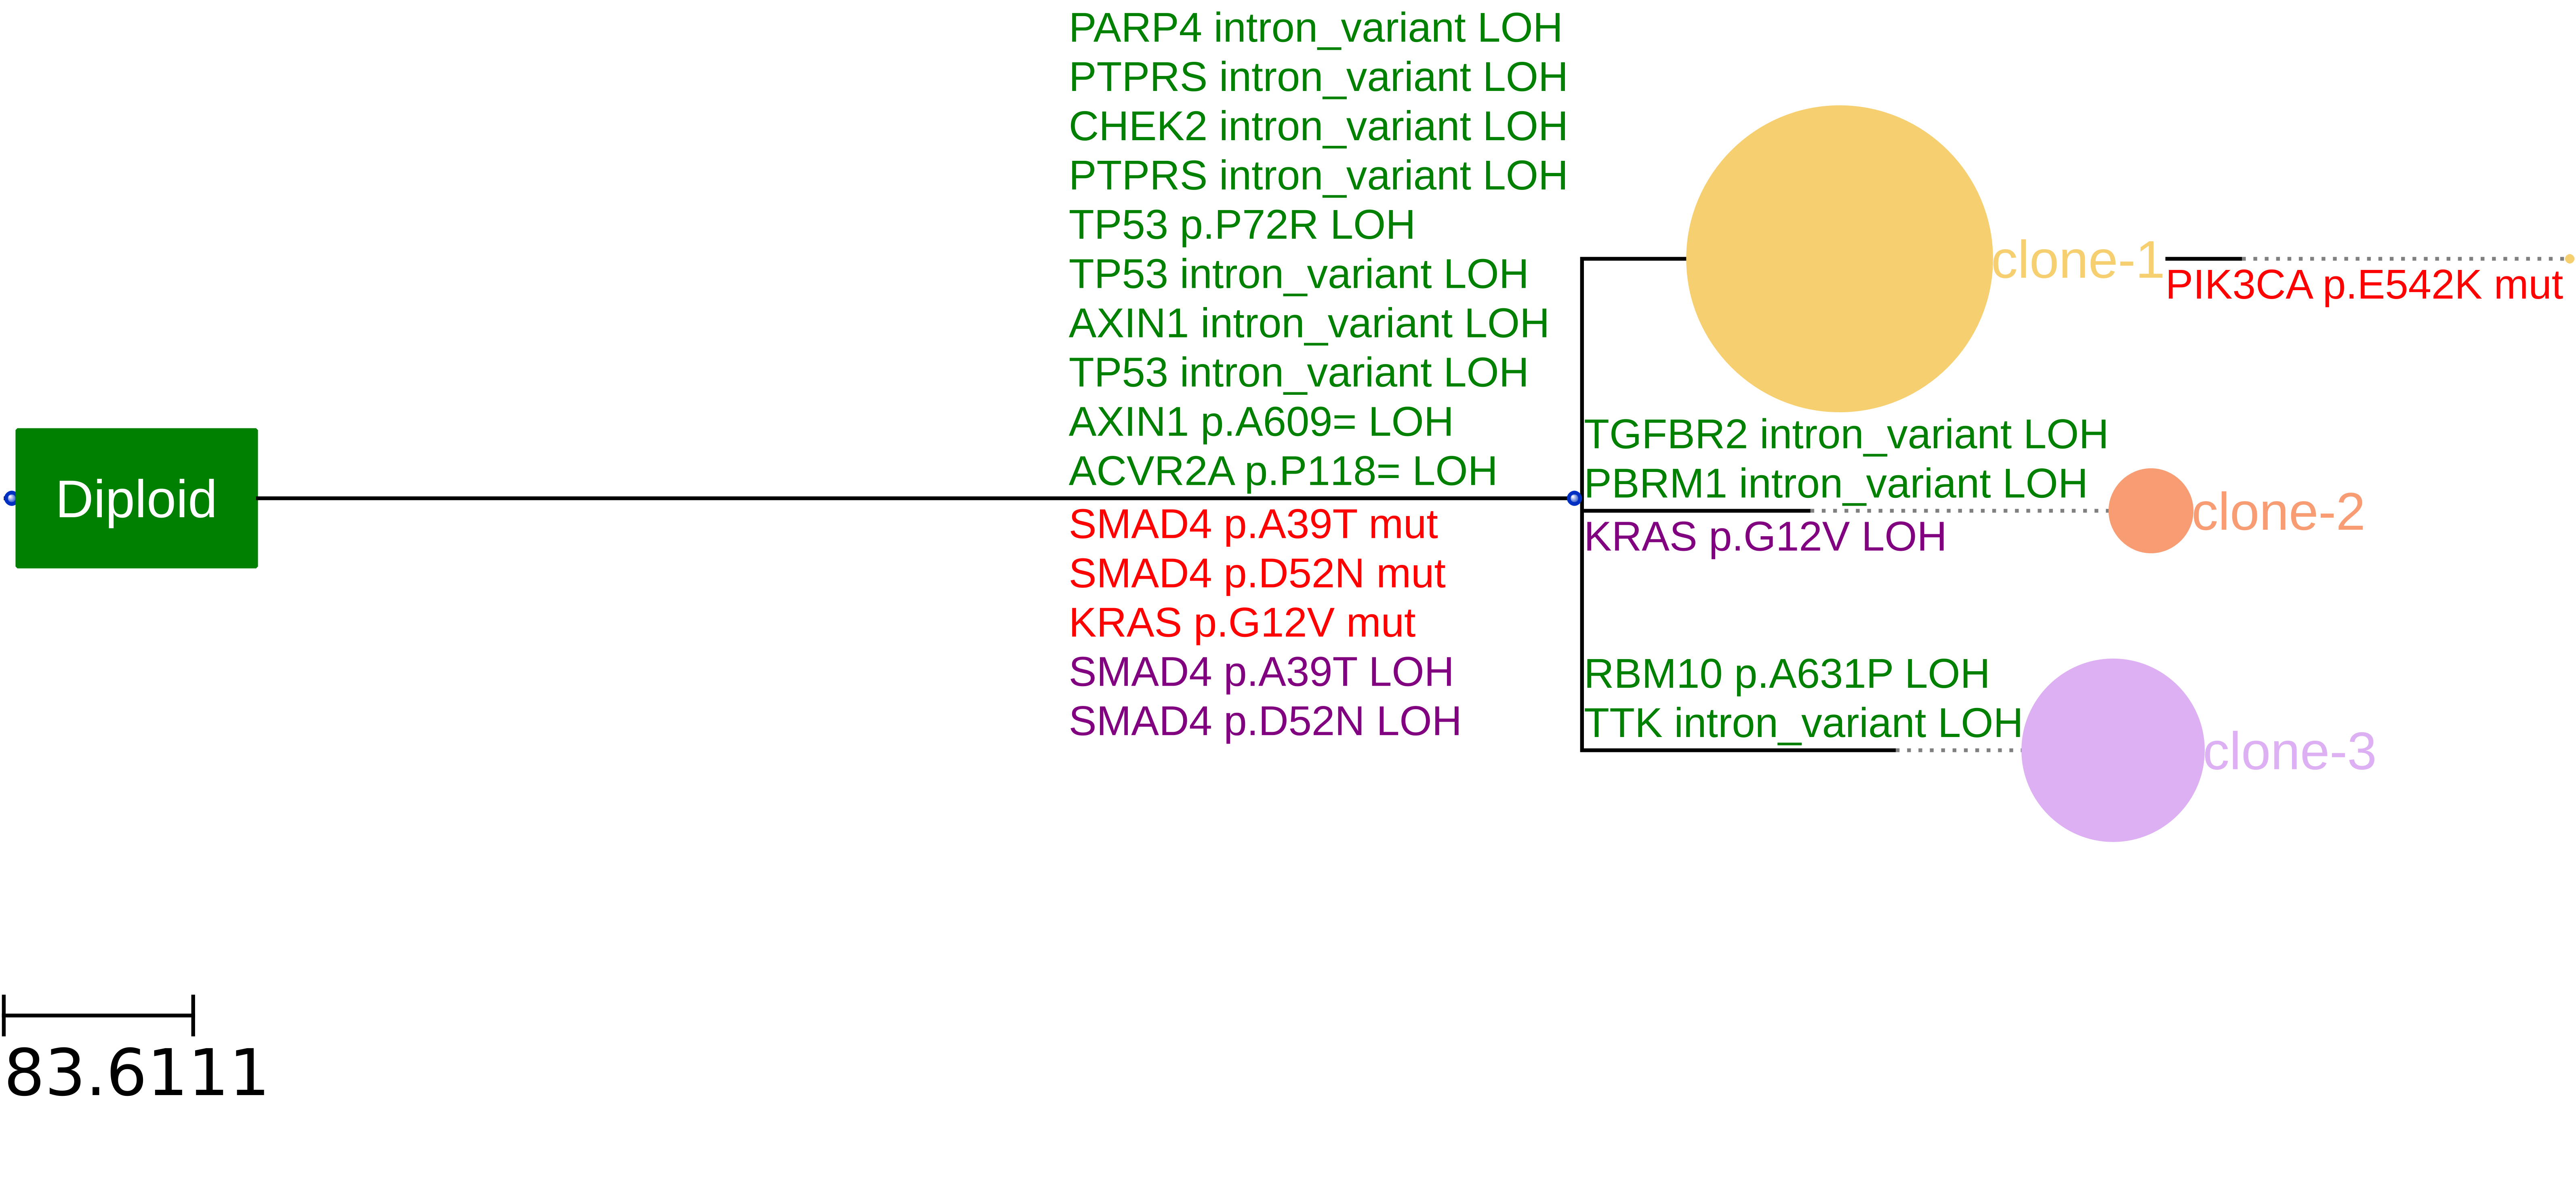 PARP4 intron_variant LOH
PTPRS intron_variant LOH
CHEK2 intron_variant LOH
PTPRS intron_variant LOH
TP53 p.P72R LOH
TP53 intron_variant LOH
AXIN1 intron_variant LOH
TP53 intron_variant LOH
AXIN1 p.A609= LOH
ACVR2A p.P118= LOH
Diploid
SMAD4 p.A39T mut
SMAD4 p.D52N mut
KRAS p.G12V mut
SMAD4 p.A39T LOH
SMAD4 p.D52N LOH
clone-1
PIK3CA p.E542K mut
TGFBR2 intron_variant LOH
PBRM1 intron_variant LOH
KRAS p.G12V LOH
clone-2
RBM10 p.A631P LOH
TTK intron_variant LOH
clone-3
83.6111